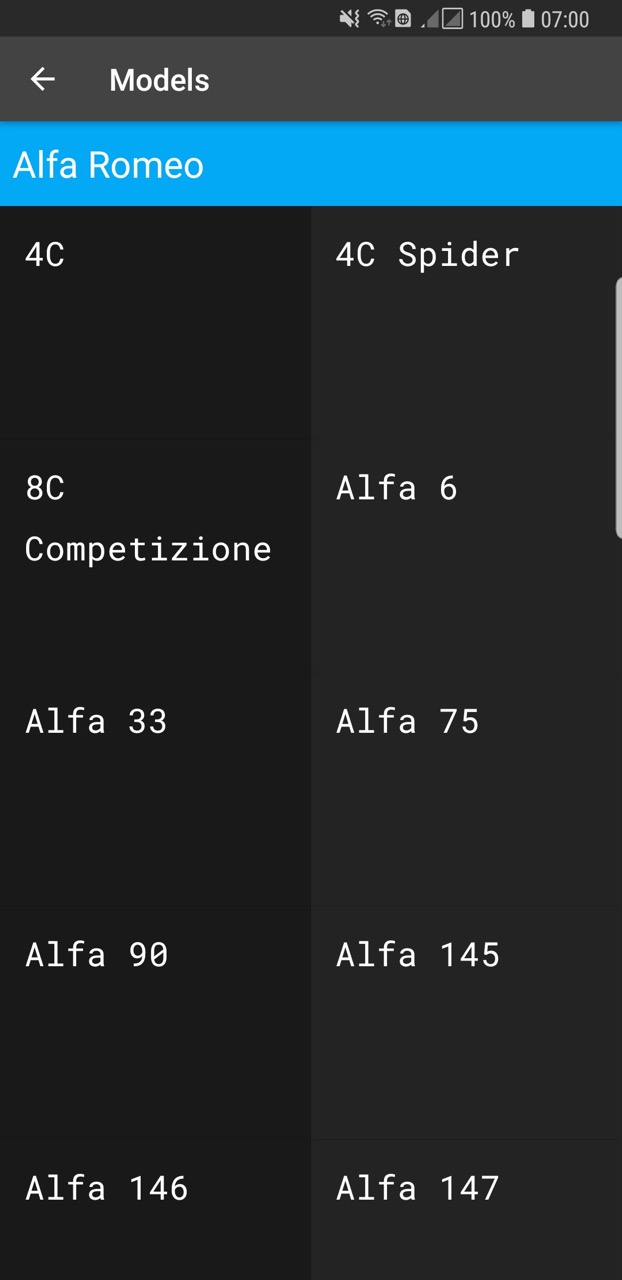 100% 07:00
Models
Alfa Romeo
4C
4C Spider
8C
Competizione
Alfa 6
Alfa 33
Alfa 75
Alfa 90
Alfa 145
Alfa 146
Alfa 147